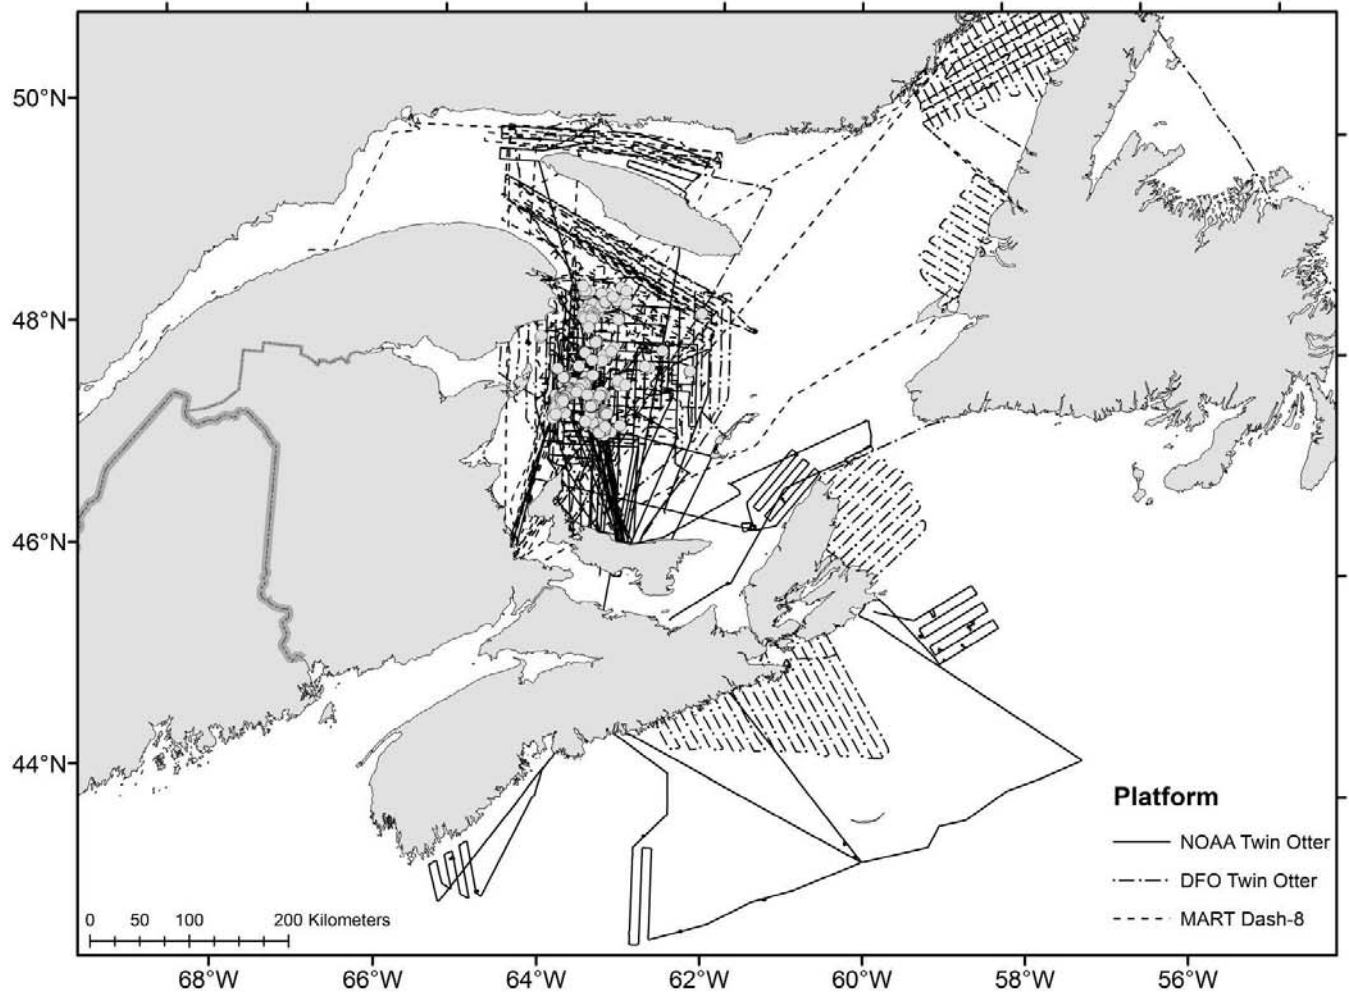 50°N
48°N
46°N
44°N
Platform
NOAA Twin Otter
DFO Twin Otter
MART Dash-8
0 50 100 200 Kilometers
68°W 66°W 64°W 62°W 60°W 58°W 56°W